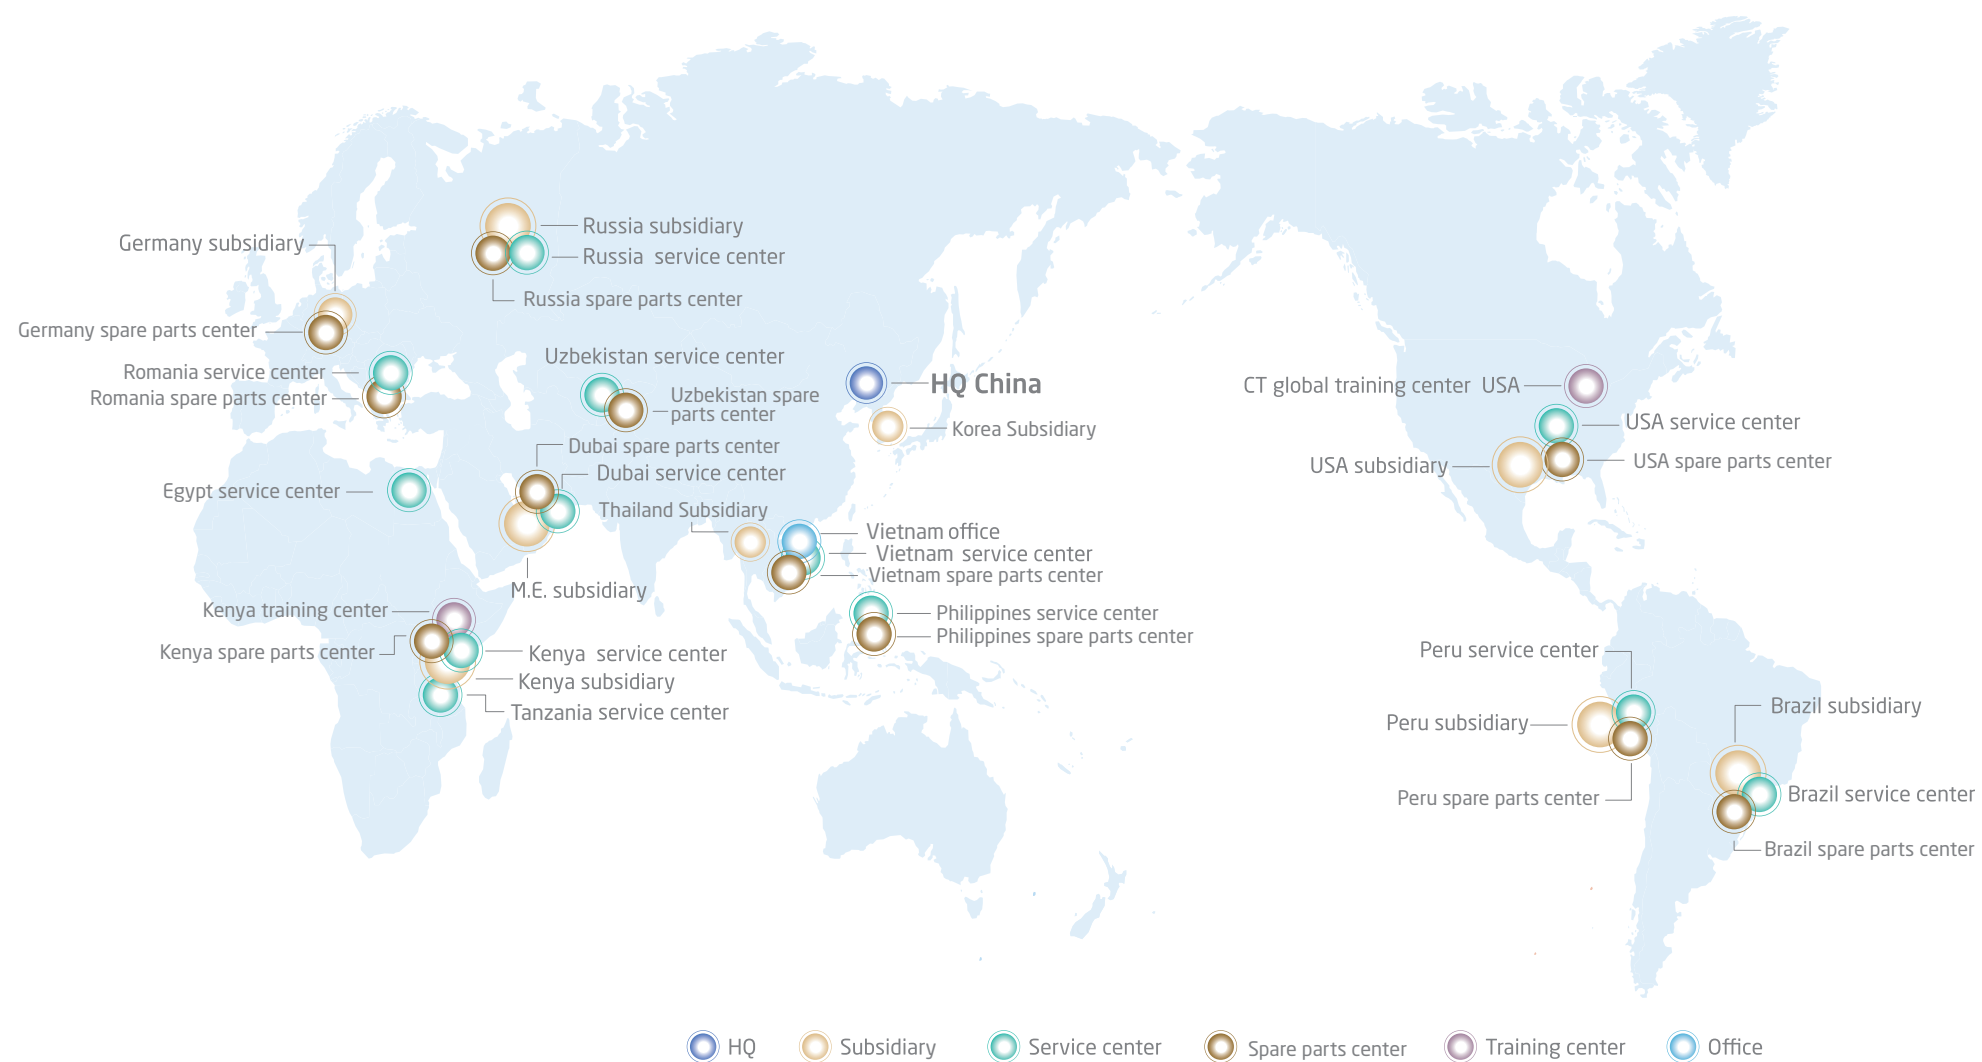 Russia subsidiary
Russia service center
Russia spare parts center
Germany subsidiary
Germany spare parts center
Romania service center
Romania spare parts center
Uzbekistan service center
Uzbekistan spare
parts center
HQ China
Korea Subsidiary
Dubai spare parts center
Dubai service center
Egypt service center
Thailand Subsidiary
Vietnam office
Vietnam service center
Vietnam spare parts center
M.E. subsidiary
Kenya training center
Kenya spare parts center
Kenya service center
Kenya subsidiary
Tanzania service center
Philippines service center
Philippines spare parts center
CT global training center USA
USA service center
USA subsidiary
USA spare parts center
Peru service center
Peru subsidiary
Peru spare parts center
Brazil subsidiary
Brazil service center
Brazil spare parts center
HQ
Subsidiary
Service center
Spare parts center
Training center
Office